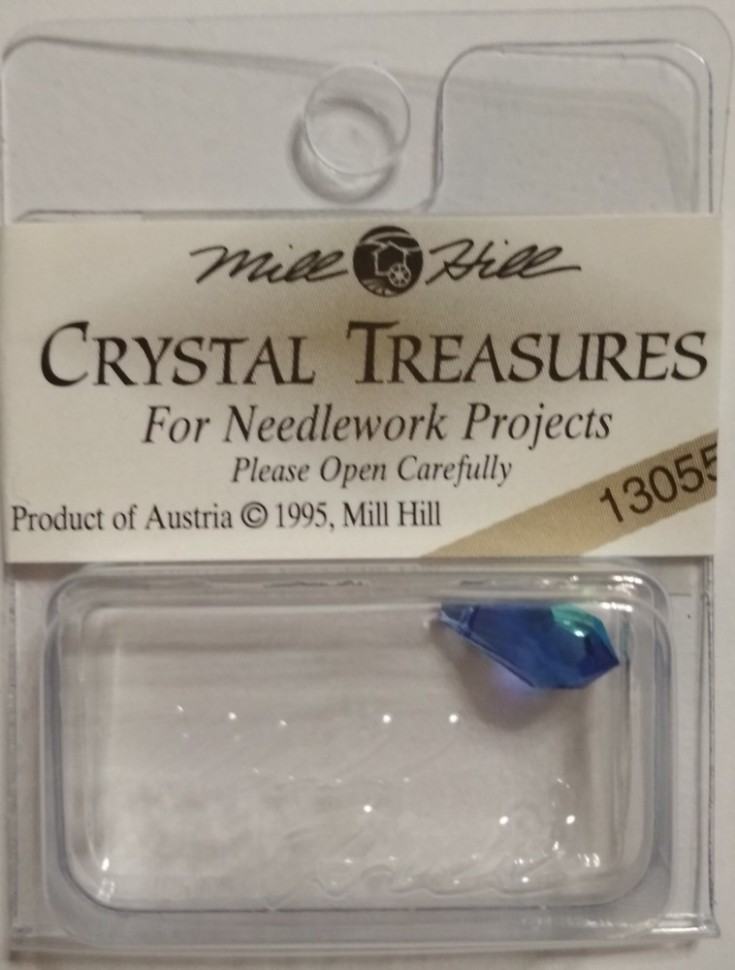 Mill Hill
CRYSTAL TREASURES
For Needlework Projects
Please Open Carefully
13055
Product of Austria © 1995, Mill Hill